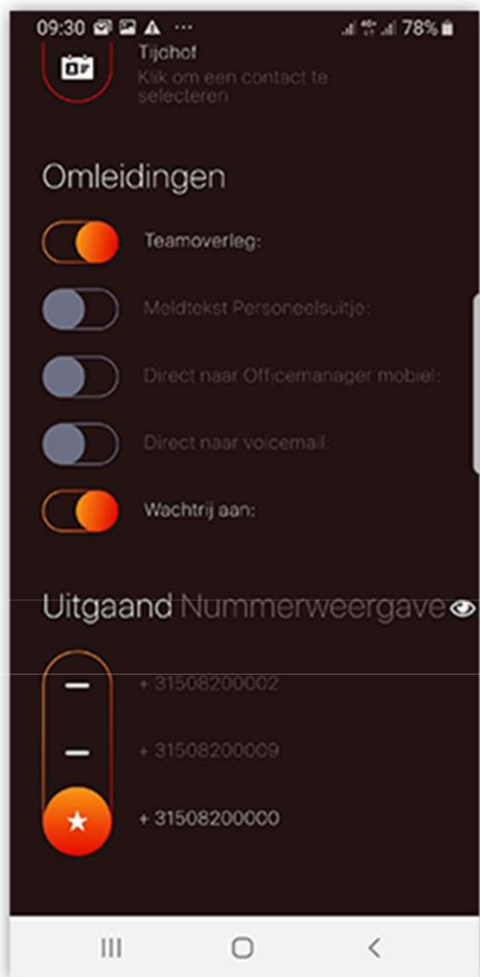 09:30 ... 78%
Tijdhof
Klik om een contact te
selecteren
Omleidingen
Teamoverleg:
Meldtekst Personeelsuitje:
Direct naar Officemanager mobiel:
Direct naar voicemail:
Wachtrij aan:
Uitgaand Nummerweergave
+ 31508200002
+ 31508200009
+ 31508200000